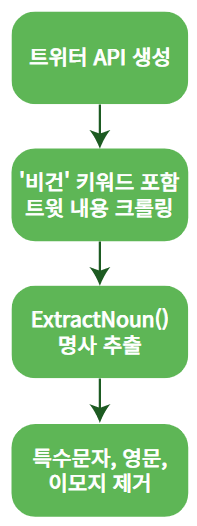 트위터 API 생성
'비건' 키워드 포함
트윗 내용 크롤링
ExtractNoun()
명사 추출
특수문자, 영문,
이모지 제거